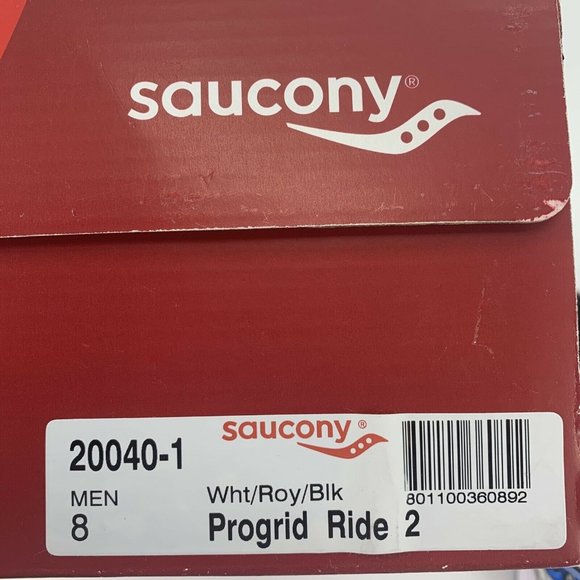 saucony®
saucony®
20040-1
MEN Wht/Roy/Blk 801100360892
8 Progrid Ride 2